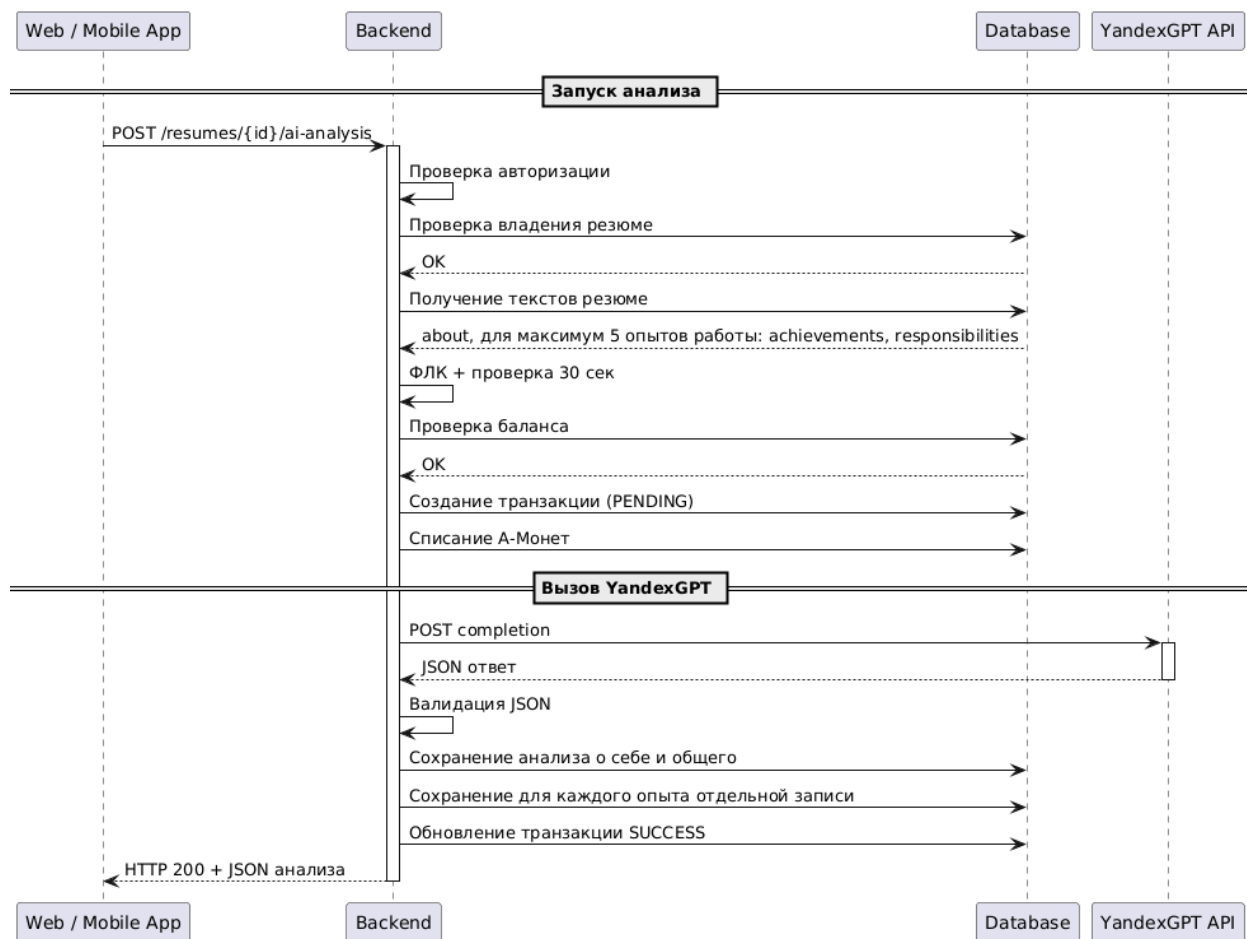 Web / Mobile App
Backend
Database
YandexGPT API
Запуск анализа
POST /resumes/{id}/ai-analysis
Проверка авторизации
Проверка владения резюме
OK
Получение текстов резюме
about, для максимум 5 опытов работы: achievements, responsibilities
ФЛК + проверка 30 сек
Проверка баланса
OK
Создание транзакции (PENDING)
Списание А-Монет
Вызов YandexGPT
POST completion
JSON ответ
Валидация JSON
Сохранение анализа о себе и общего
Сохранение для каждого опыта отдельной записи
Обновление транзакции SUCCESS
HTTP 200 + JSON анализа
Web / Mobile App
Backend
Database
YandexGPT API